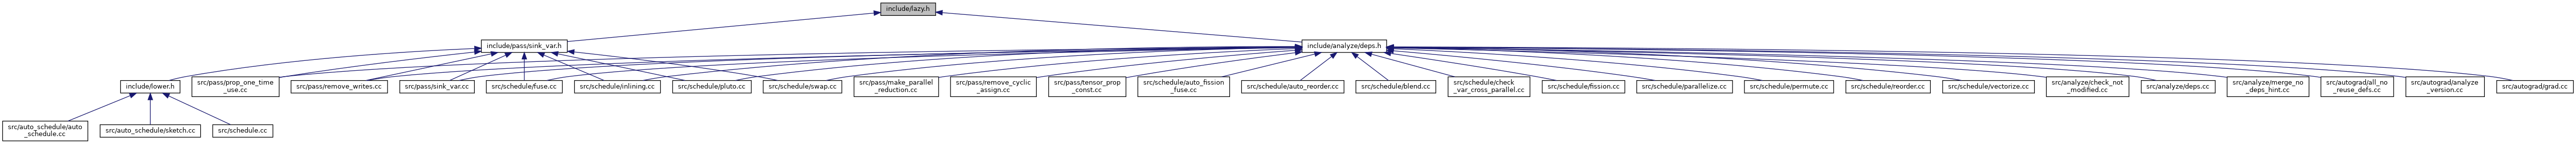 include/lazy.h
include/pass/sink_var.h
include/analyze/deps.h
include/lower.h
src/pass/prop_one_time
_use.cc
src/pass/remove_writes.cc
src/pass/sink_var.cc
src/schedule/fuse.cc
src/schedule/inlining.cc
src/schedule/pluto.cc
src/schedule/swap.cc
src/pass/make_parallel
_reduction.cc
src/pass/remove_cyclic
_assign.cc
src/pass/tensor_prop
_const.cc
src/schedule/auto_fission
_fuse.cc
src/schedule/auto_reorder.cc
src/schedule/blend.cc
src/schedule/check
_var_cross_parallel.cc
src/schedule/fission.cc
src/schedule/parallelize.cc
src/schedule/permute.cc
src/schedule/reorder.cc
src/schedule/vectorize.cc
src/analyze/check_not
_modified.cc
src/analyze/deps.cc
src/analyze/merge_no
_deps_hint.cc
src/autograd/all_no
_reuse_defs.cc
src/autograd/analyze
_version.cc
src/autograd/grad.cc
src/auto_schedule/auto
_schedule.cc
src/auto_schedule/sketch.cc
src/schedule.cc